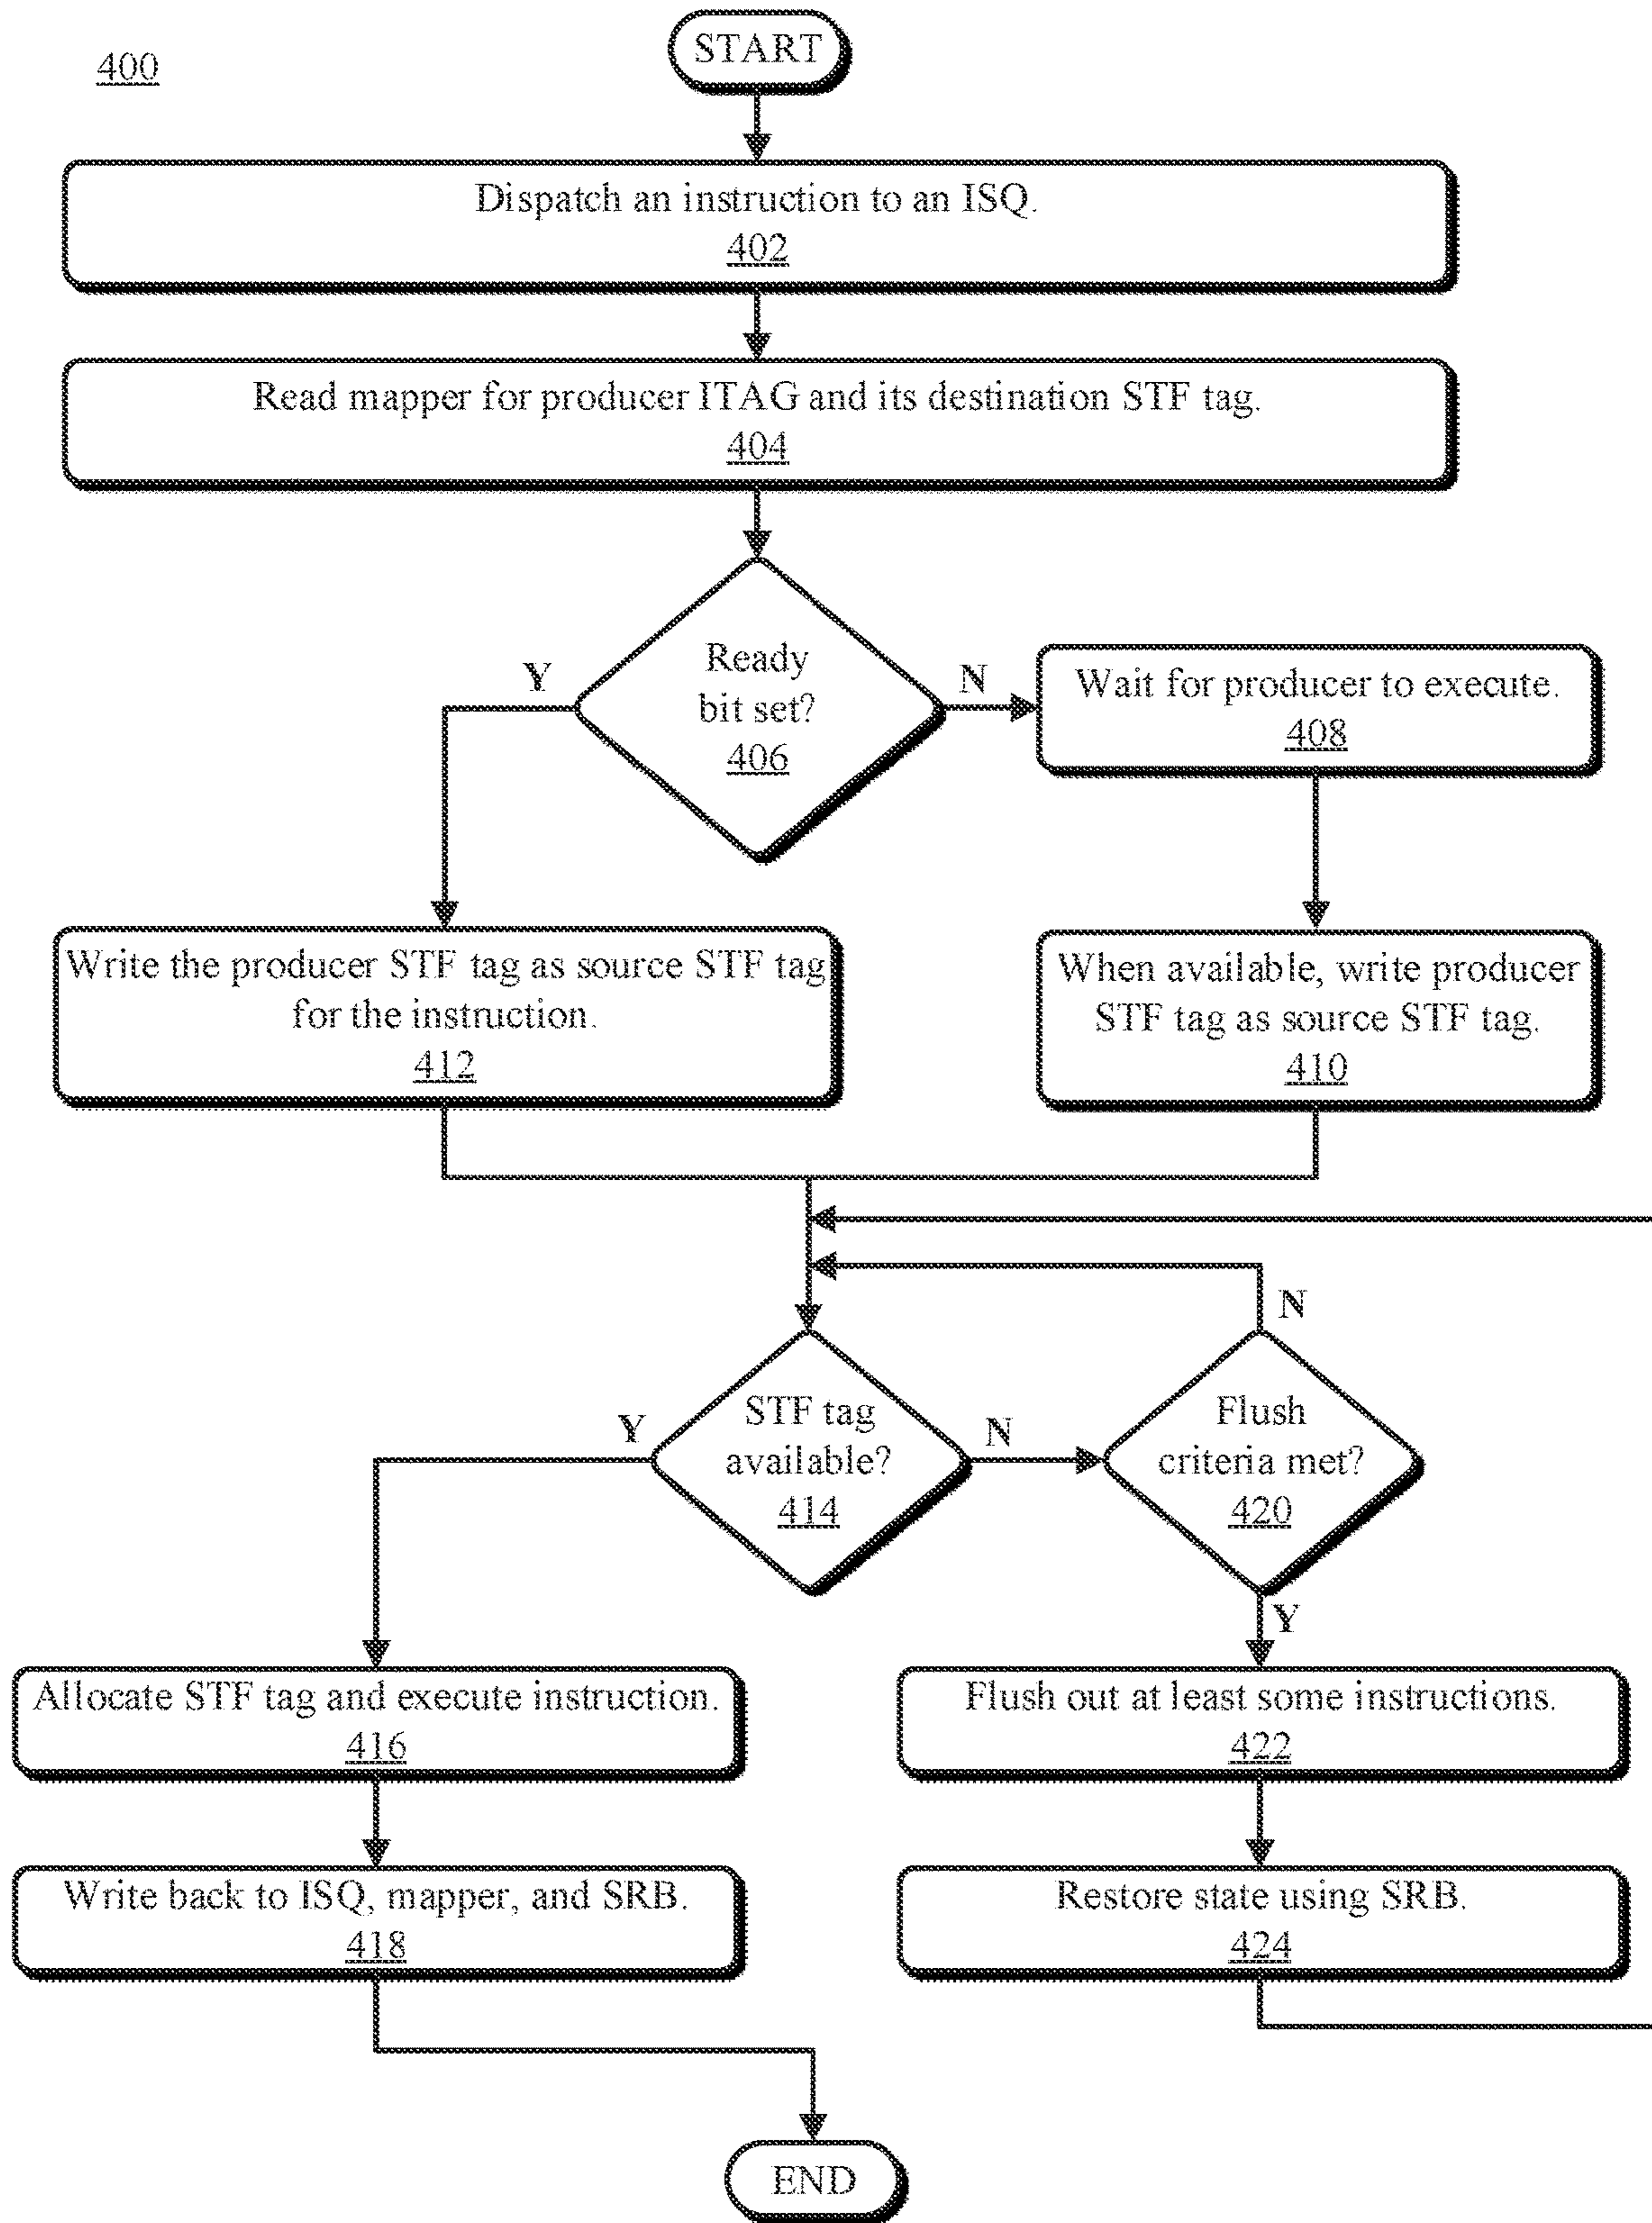 400
START
Dispatch an instruction to an ISQ.
402
Read mapper for producer ITAG and its destination STF tag.
404
Ready
bit set?
406
Y
N
Wait for producer to execute.
408
Write the producer STF tag as source STF tag
for the instruction.
412
When available, write producer
STF tag as source STF tag.
410
STF tag
available?
414
Y
N
Flush
criteria met?
420
N
Y
Allocate STF tag and execute instruction.
416
Flush out at least some instructions.
422
Write back to ISQ, mapper, and SRB.
418
Restore state using SRB.
424
END